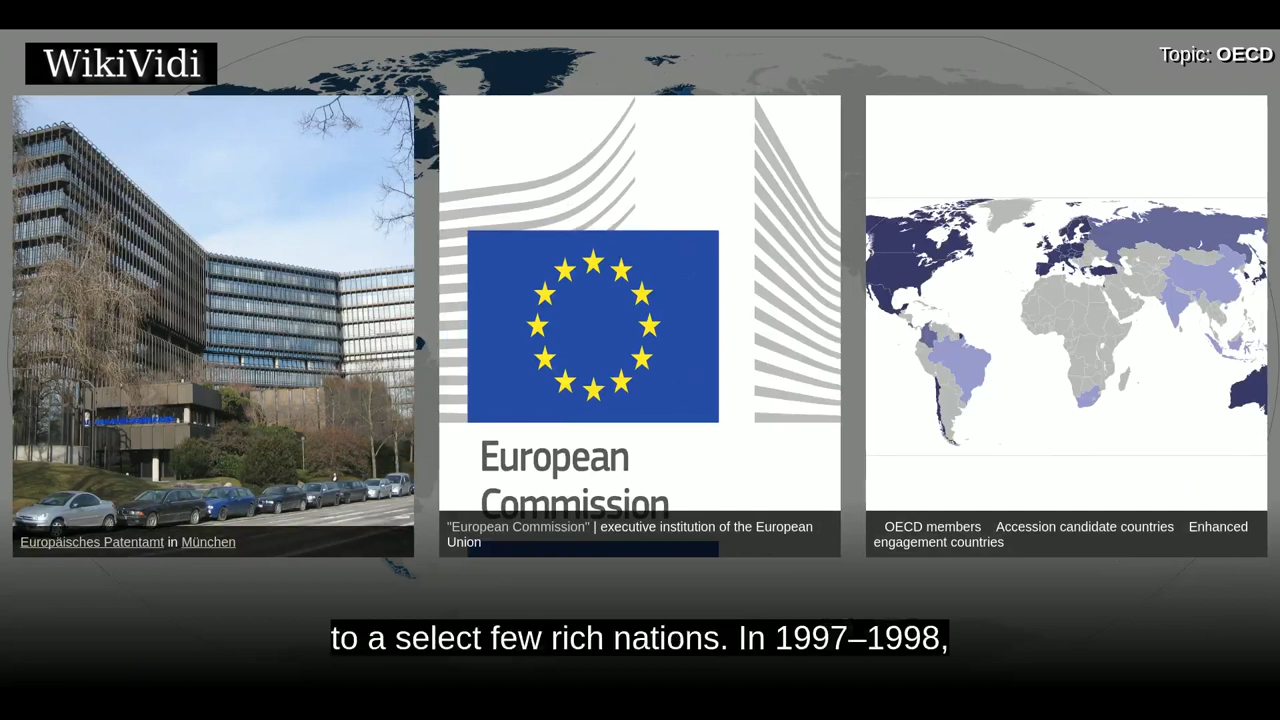 WikiVidi
Topic: OECD
European
Commission
Europäisches Patentamt in München
"European Commission" | executive institution of the European
Union
OECD members Accession candidate countries Enhanced
engagement countries
to a select few rich nations. In 1997–1998,